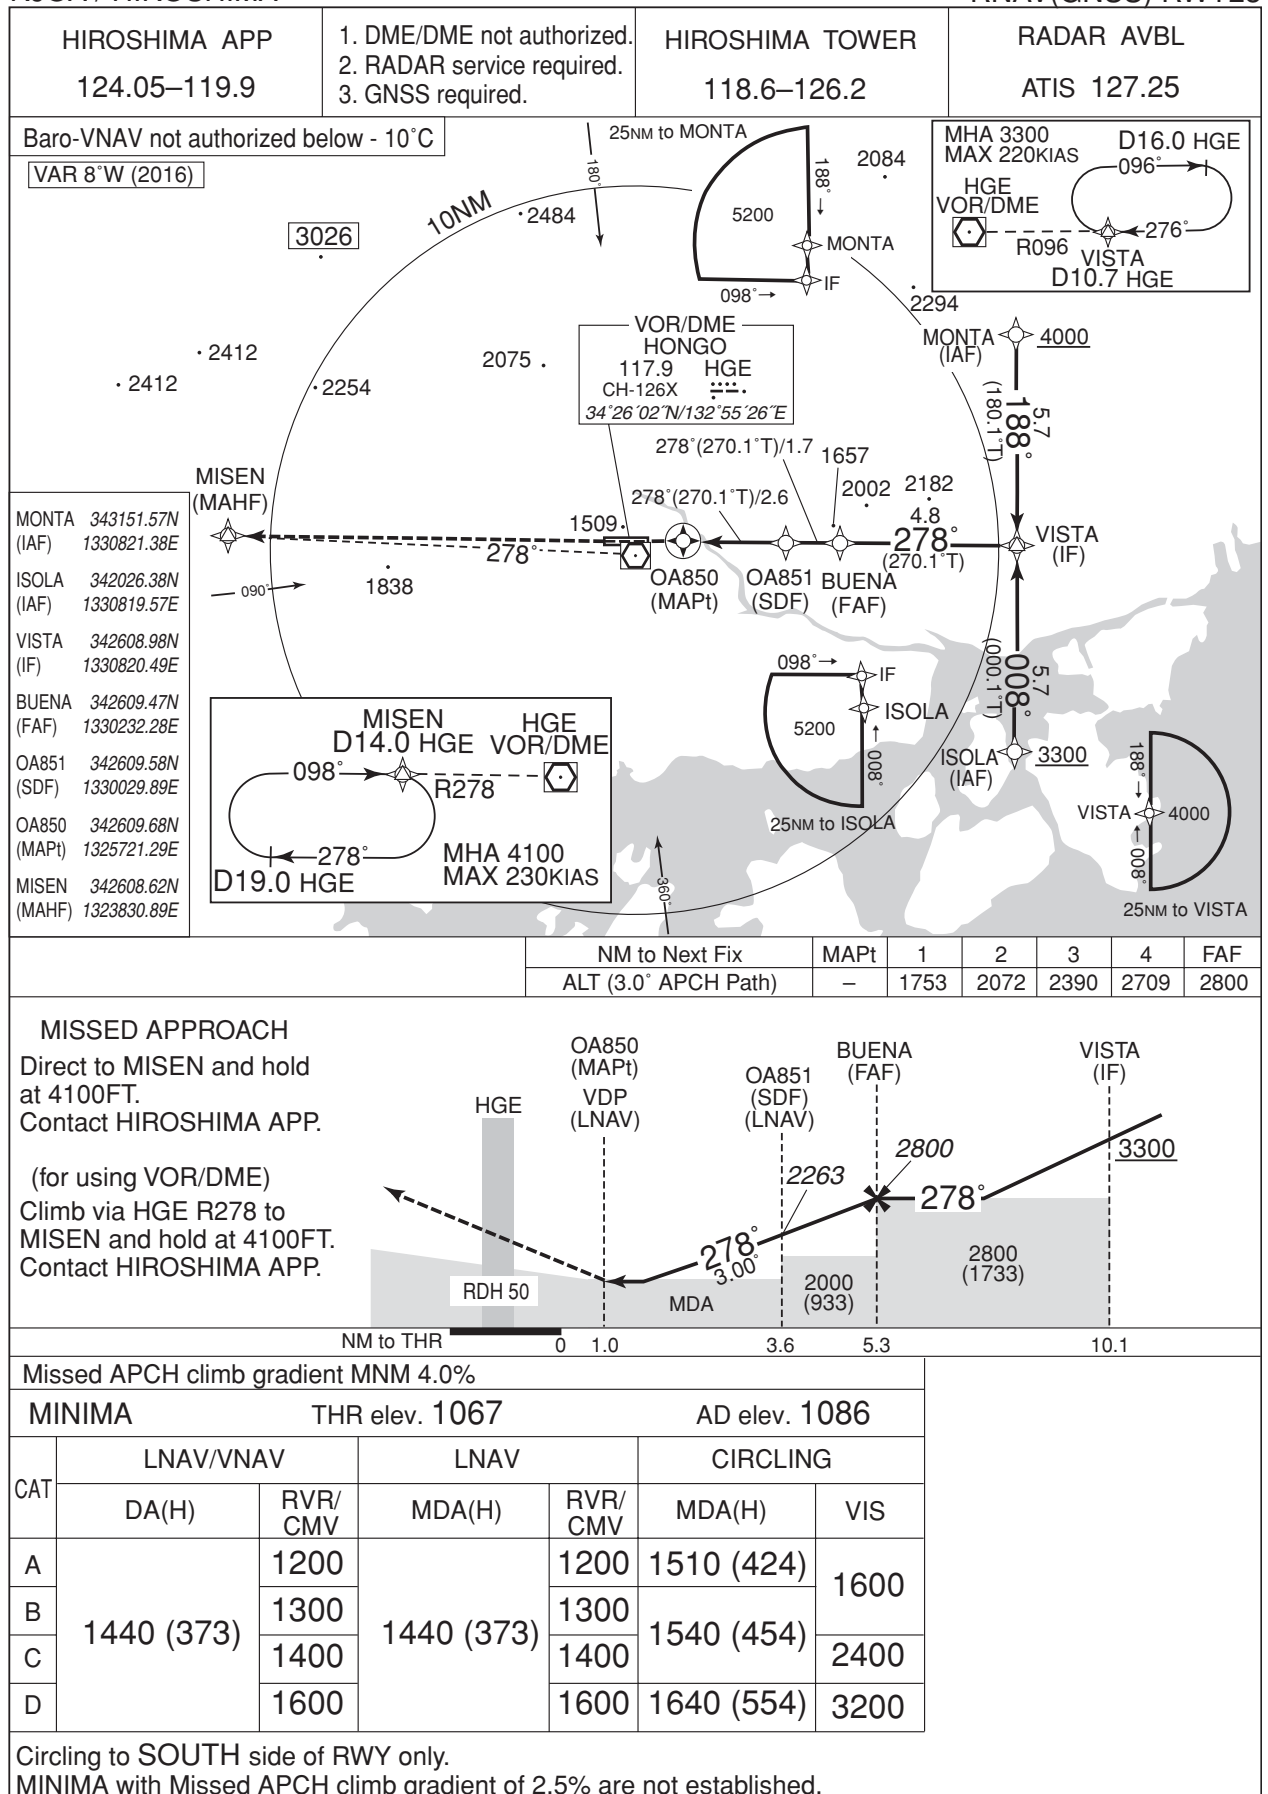 HIROSHIMA APP
124.05–119.9
1. DME/DME not authorized.
2. RADAR service required.
3. GNSS required.
HIROSHIMA TOWER
118.6–126.2
RADAR AVBL
ATIS 127.25
Baro-VNAV not authorized below - 10˚C
VAR 8˚W (2016)
25NM to MONTA
180˚
188˚
5200
MONTA
IF
098˚
2084
MHA 3300
MAX 220KIAS
D16.0 HGE
096˚
HGE
VOR/DME
276˚
R096
VISTA
D10.7 HGE
10NM
2484
3026
2294
2412
2412
2254
2075
VOR/DME
HONGO
117.9 HGE
CH-126X
34˚26´02˝N/132˚55´26˝E
MONTA
(IAF)
4000
188˚
(180.1˚T)
5.7
278˚(270.1˚T)/1.7
1657
278˚(270.1˚T)/2.6
2002
2182
4.8
278˚
(270.1˚T)
VISTA
(IF)
MISEN
(MAHF)
1509
278˚
090˚
1838
OA850
(MAPt)
OA851
(SDF)
BUENA
(FAF)
MONTA 343151.57N
(IAF) 1330821.38E
ISOLA 342026.38N
(IAF) 1330819.57E
VISTA 342608.98N
(IF) 1330820.49E
BUENA 342609.47N
(FAF) 1330232.28E
OA851 342609.58N
(SDF) 1330029.89E
OA850 342609.68N
(MAPt) 1325721.29E
MISEN 342608.62N
(MAHF) 1323830.89E
098˚
IF
ISOLA
5200
008˚
25NM to ISOLA
008˚
(000.1˚T)
5.7
ISOLA
(IAF)
3300
188˚
VISTA
4000
008˚
25NM to VISTA
MISEN
D14.0 HGE
HGE
VOR/DME
098˚
R278
278˚
D19.0 HGE
MHA 4100
MAX 230KIAS
360˚
NM to Next Fix MAPt 1 2 3 4 FAF
ALT (3.0˚ APCH Path) – 1753 2072 2390 2709 2800
MISSED APPROACH
Direct to MISEN and hold
at 4100FT.
Contact HIROSHIMA APP.
(for using VOR/DME)
Climb via HGE R278 to
MISEN and hold at 4100FT.
Contact HIROSHIMA APP.
HGE
OA850
(MAPt)
VDP
(LNAV)
OA851
(SDF)
(LNAV)
BUENA
(FAF)
VISTA
(IF)
2263
2800
3300
278˚
278˚
3.00˚
RDH 50
MDA
2000
(933)
2800
(1733)
NM to THR 0 1.0 3.6 5.3 10.1
Missed APCH climb gradient MNM 4.0%
MINIMA THR elev. 1067 AD elev. 1086
CAT LNAV/VNAV LNAV CIRCLING
DA(H) RVR/CMV MDA(H) RVR/CMV MDA(H) VIS
A 1200 1200 1510 (424) 1600
B 1440 (373) 1300 1440 (373) 1300 1540 (454)
C 1400 1400 2400
D 1600 1600 1640 (554) 3200
Circling to SOUTH side of RWY only.
MINIMA with Missed APCH climb gradient of 2.5% are not established.